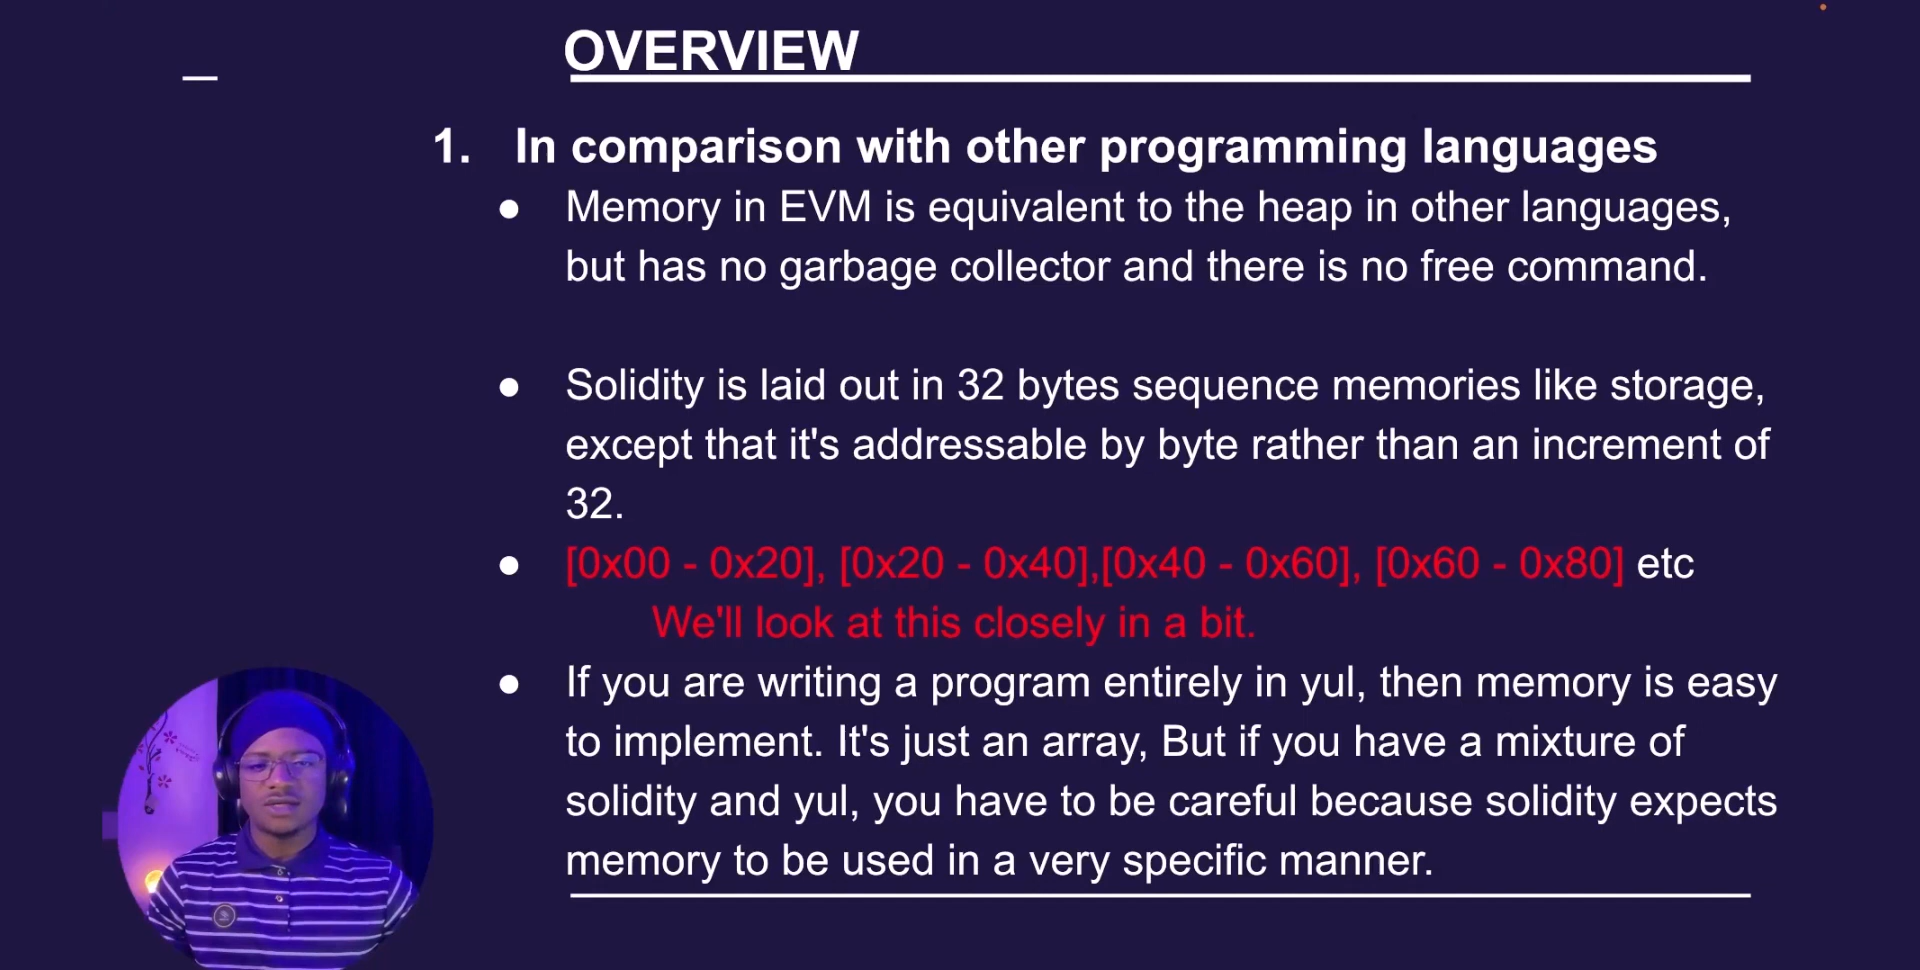 OVERVIEW
1. In comparison with other programming languages
● Memory in EVM is equivalent to the heap in other languages,
but has no garbage collector and there is no free command.
● Solidity is laid out in 32 bytes sequence memories like storage,
except that it's addressable by byte rather than an increment of
32.
● [0x00 - 0x20], [0x20 - 0x40],[0x40 - 0x60], [0x60 - 0x80] etc
We'll look at this closely in a bit.
● If you are writing a program entirely in yul, then memory is easy
to implement. It's just an array, But if you have a mixture of
solidity and yul, you have to be careful because solidity expects
memory to be used in a very specific manner.